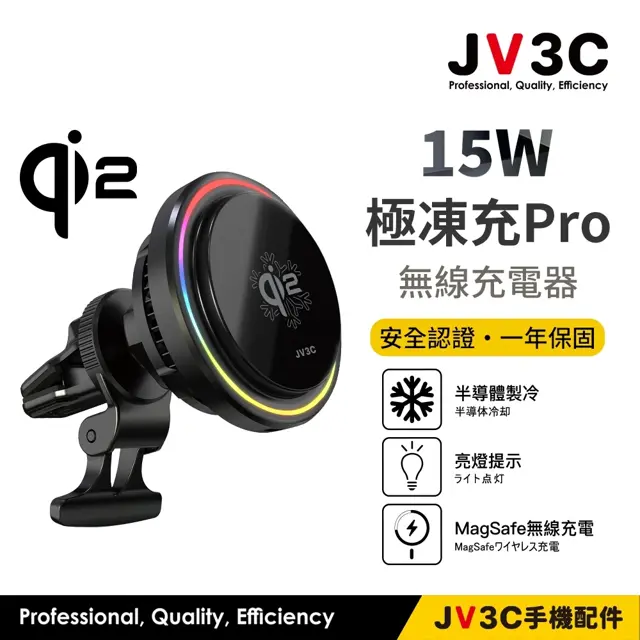 JV3C
Professional, Quality, Efficiency
qi2
15W
極凍充Pro
無線充電器
安全認證・一年保固
半導體製冷
半導体冷却
亮燈提示
ライト点灯
MagSafe無線充電
MagSafeワイヤレス充電
qi2
JV3C
Professional, Quality, Efficiency
JV3C手機配件